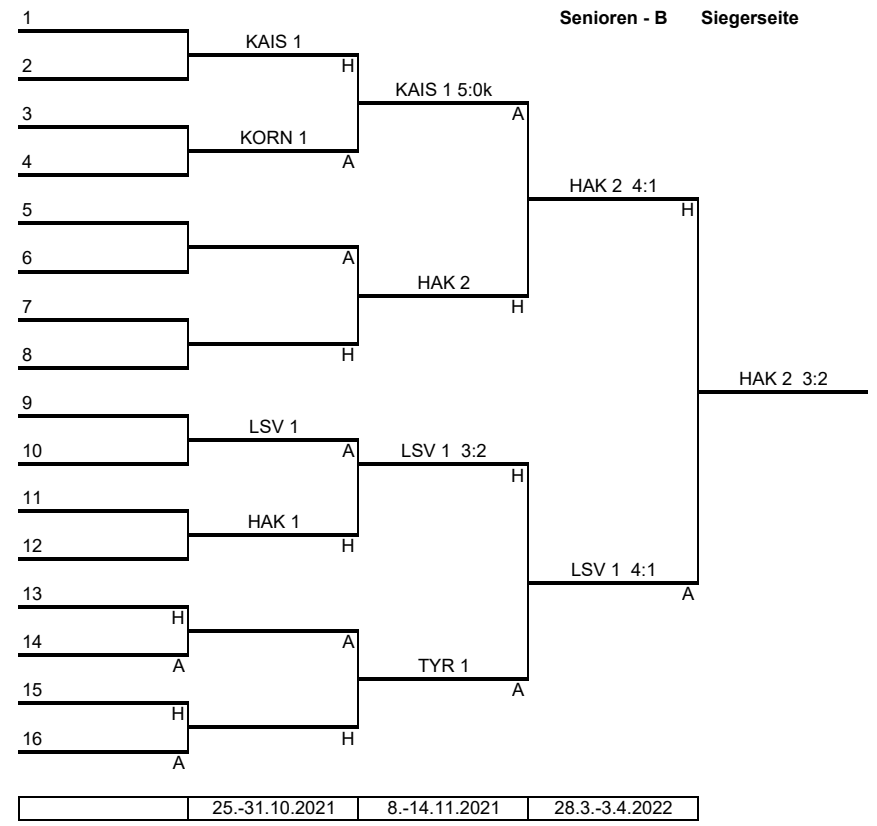 Senioren - B Siegerseite
1
KAIS 1
2
H
KAIS 1 5:0k
3
A
KORN 1
4
A
HAK 2 4:1
5
H
6
A
HAK 2
7
H
8
H
HAK 2 3:2
9
LSV 1
10
A
LSV 1 3:2
H
11
HAK 1
12
H
LSV 1 4:1
13
A
H
14
A
A
TYR 1
15
A
H
16
H
A
25.-31.10.2021 8.-14.11.2021 28.3.-3.4.2022